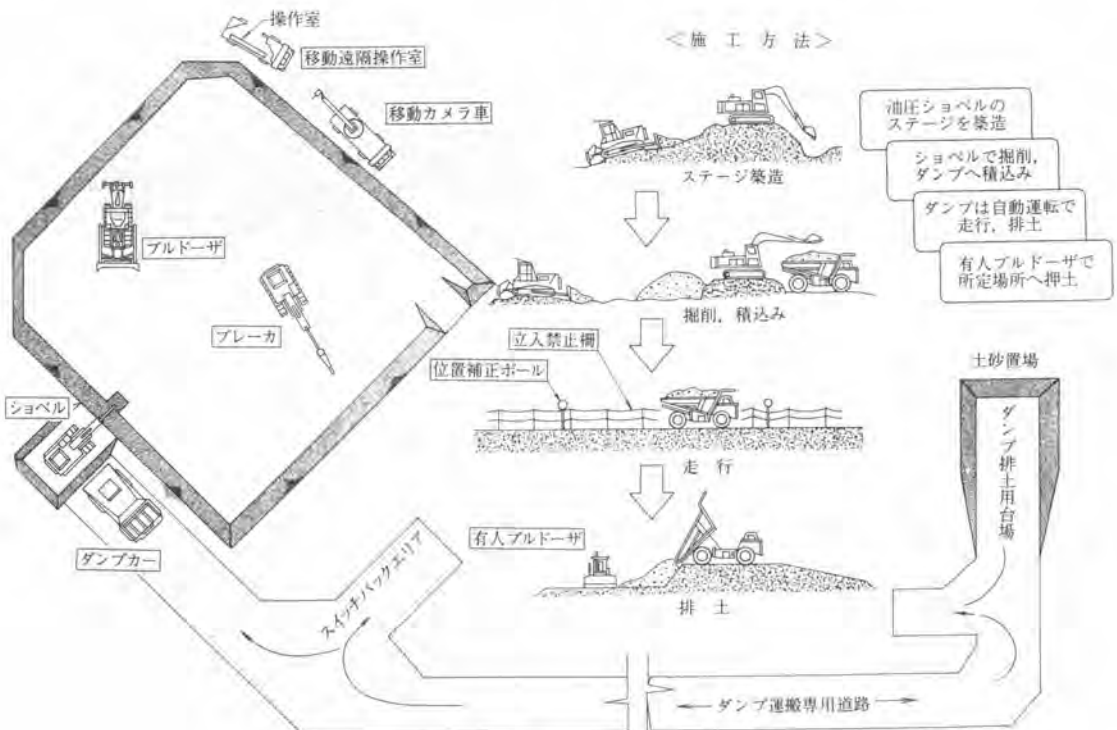 操作室
移動遠隔操作室
移動カメラ車
ブルドーザ
ブレーカ
ショベル
ダンプカー
スイッチバックエリア
＜施工方法＞
油圧ショベルの
ステージを築造
ショベルで掘削，
ダンプへ積込み
ダンプは自動運転で
走行，排土
有人ブルドーザで
所定場所へ押土
ステージ築造
掘削，積込み
立入禁止柵
位置補正ポール
走行
有人ブルドーザ
排土
土砂置場
ダンプ排土用台場
ダンプ運搬専用道路